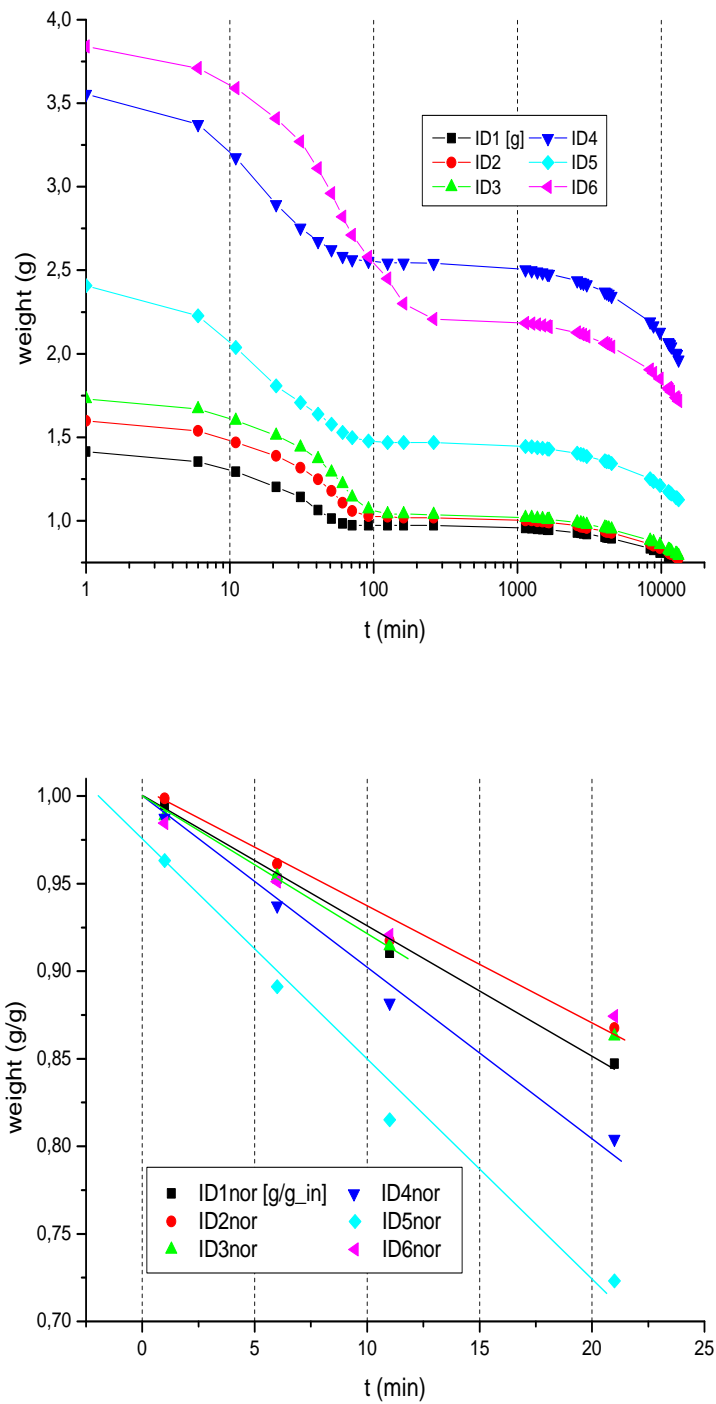 4,0
3,5
3,0
2,5
2,0
1,5
1,0
weight (g)
ID1 [g] ID4
ID2 ID5
ID3 ID6
1 10 100 1000 10000
t (min)
1,00
0,95
0,90
0,85
0,80
0,75
0,70
weight (g/g)
ID1nor [g/g_in] ID4nor
ID2nor ID5nor
ID3nor ID6nor
0 5 10 15 20 25
t (min)